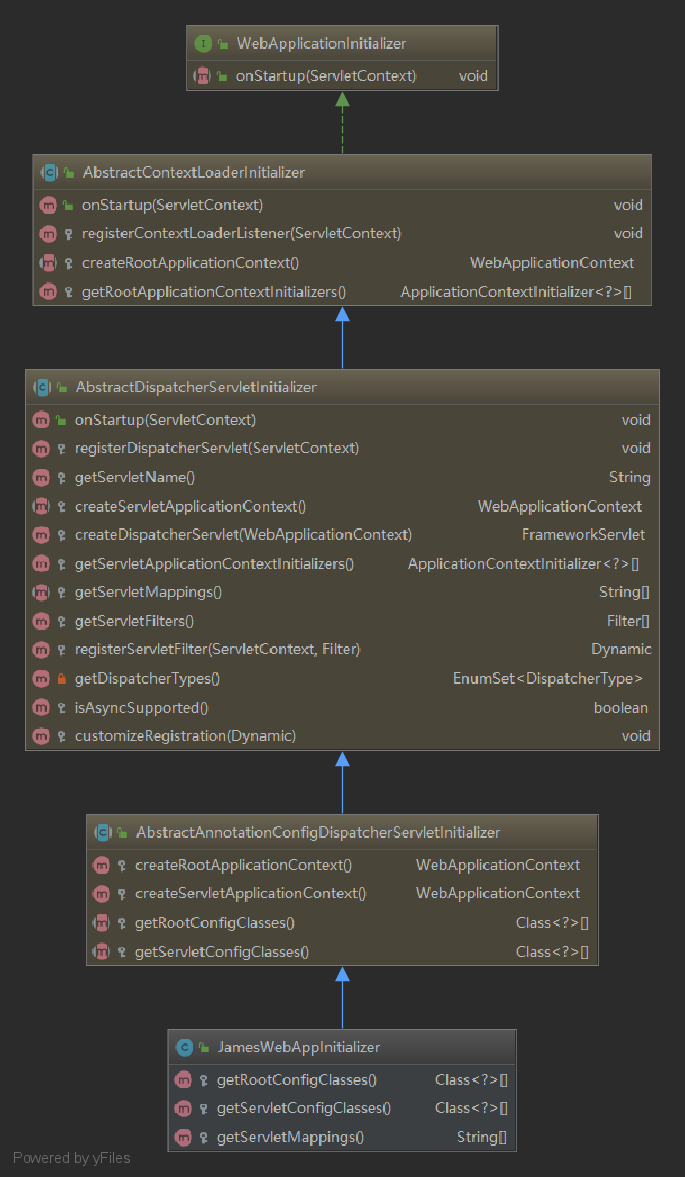 WebApplicationInitializer
onStartup(ServletContext) void
AbstractContextLoaderInitializer
onStartup(ServletContext) void
registerContextLoaderListener(ServletContext) void
createRootApplicationContext() WebApplicationContext
getRootApplicationContextInitializers() ApplicationContextInitializer<?>[]
AbstractDispatcherServletInitializer
onStartup(ServletContext) void
registerDispatcherServlet(ServletContext) void
getServletName() String
createServletApplicationContext() WebApplicationContext
createDispatcherServlet(WebApplicationContext) FrameworkServlet
getServletApplicationContextInitializers() ApplicationContextInitializer<?>[]
getServletMappings() String[]
getServletFilters() Filter[]
registerServletFilter(ServletContext, Filter) Dynamic
getDispatcherTypes() EnumSet<DispatcherType>
isAsyncSupported() boolean
customizeRegistration(Dynamic) void
AbstractAnnotationConfigDispatcherServletInitializer
createRootApplicationContext() WebApplicationContext
createServletApplicationContext() WebApplicationContext
getRootConfigClasses() Class<?>[]
getServletConfigClasses() Class<?>[]
JamesWebAppInitializer
getRootConfigClasses() Class<?>[]
getServletConfigClasses() Class<?>[]
getServletMappings() String[]
Powered by yFiles